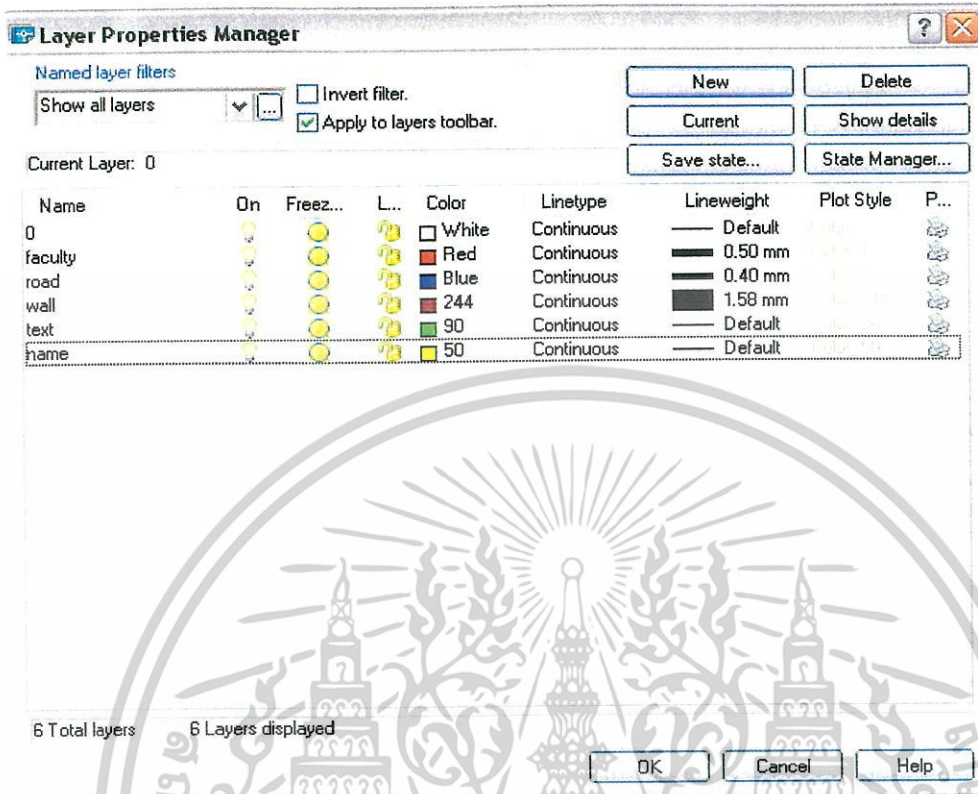 Layer Properties Manager
Named layer filters
Show all layers
...
Invert filter.
Apply to layers toolbar.
New
Delete
Current
Show details
Save state...
State Manager...
Current Layer: 0
Name On Freez... L... Color Linetype Lineweight Plot Style P...
0 White Continuous Default
faculty Red Continuous 0.50 mm
road Blue Continuous 0.40 mm
wall 244 Continuous 1.58 mm
text 90 Continuous Default
name 50 Continuous Default
6 Total layers 6 Layers displayed
OK Cancel Help